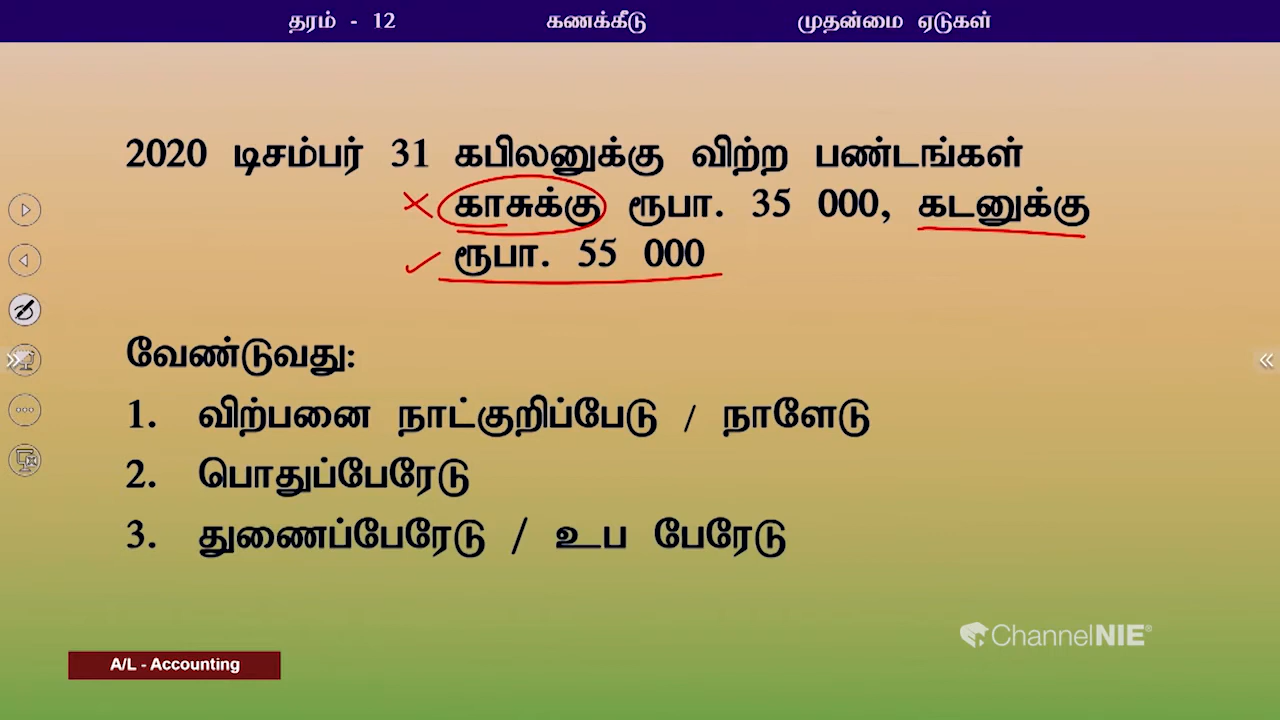 தரம் - 12 கணக்கீடு முதன்மை ஏடுகள்
2020 டிசம்பர் 31 கபிலனுக்கு விற்ற பண்டங்கள்
காசுக்கு ரூபா. 35 000, கடனுக்கு
ரூபா. 55 000
வேண்டுவது:
1. விற்பனை நாட்குறிப்பேடு / நாளேடு
2. பொதுப்பேரேடு
3. துணைப்பேரேடு / உப பேரேடு
ChannelNIE®
A/L - Accounting